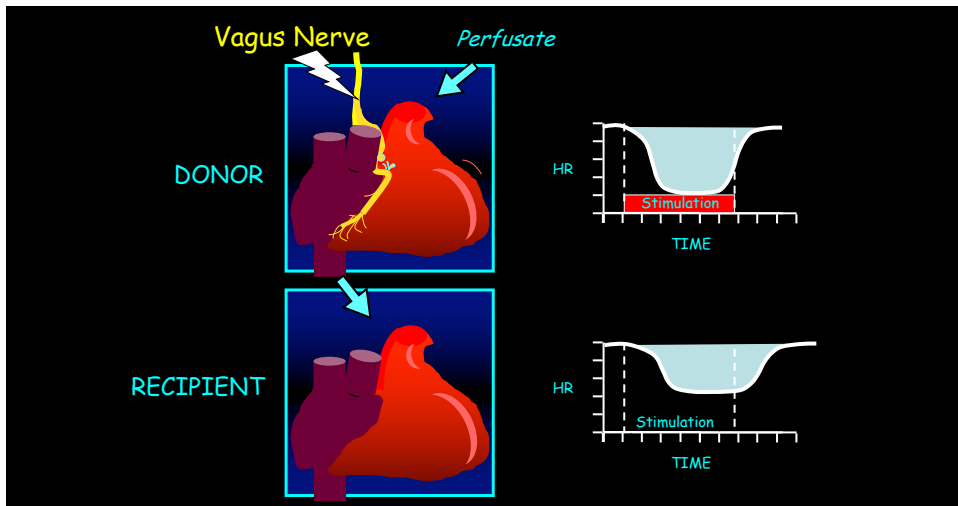 Vagus Nerve
Perfusate
DONOR
HR
Stimulation
TIME
RECIPIENT
HR
Stimulation
TIME